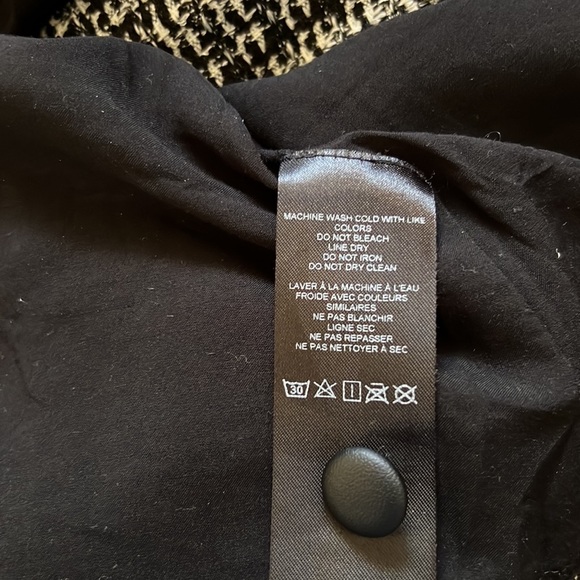 MACHINE WASH COLD WITH LIKE
COLORS
DO NOT BLEACH
LINE DRY
DO NOT IRON
DO NOT DRY CLEAN
LAVER À LA MACHINE À L'EAU
FROIDE AVEC COULEURS
SIMILAIRES
NE PAS BLANCHIR
LIGNE SEC
NE PAS REPASSER
NE PAS NETTOYER À SEC
30